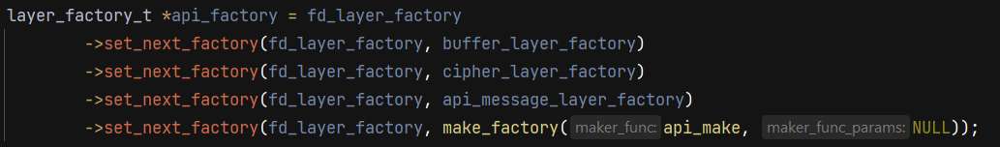 layer_factory_t *api_factory = fd_layer_factory
->set_next_factory(fd_layer_factory, buffer_layer_factory)
->set_next_factory(fd_layer_factory, cipher_layer_factory)
->set_next_factory(fd_layer_factory, api_message_layer_factory)
->set_next_factory(fd_layer_factory, make_factory( maker_func: api_make, maker_func_params: NULL));